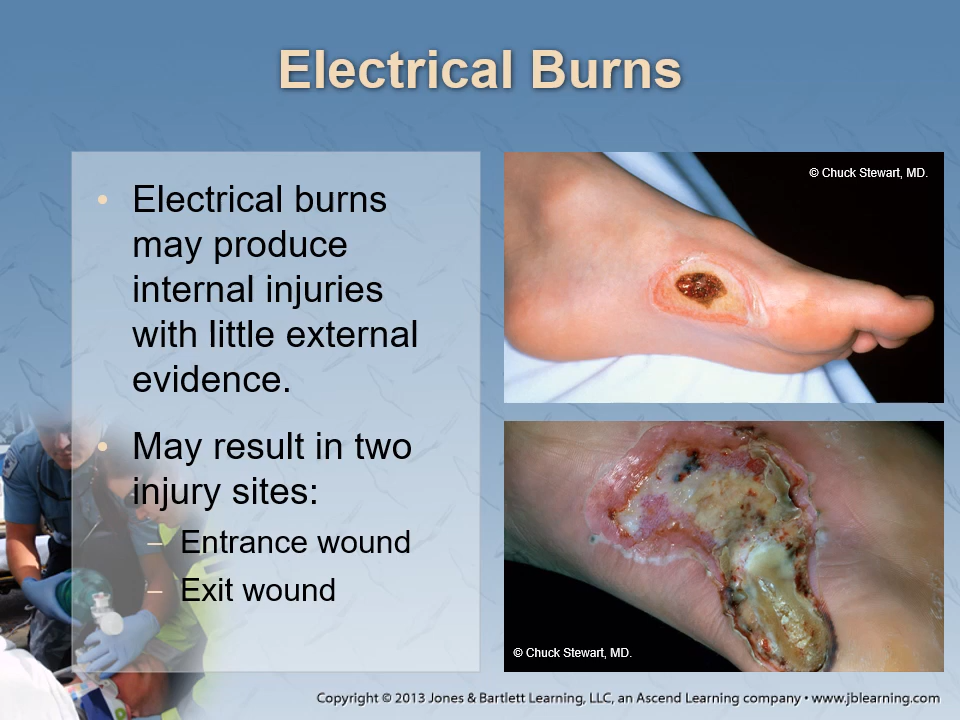 Electrical Burns
© Chuck Stewart, MD.
• Electrical burns
may produce
internal injuries
with little external
evidence.
• May result in two
injury sites:
– Entrance wound
– Exit wound
© Chuck Stewart, MD.
Copyright © 2013 Jones & Bartlett Learning, LLC, an Ascend Learning company • www.jblearning.com